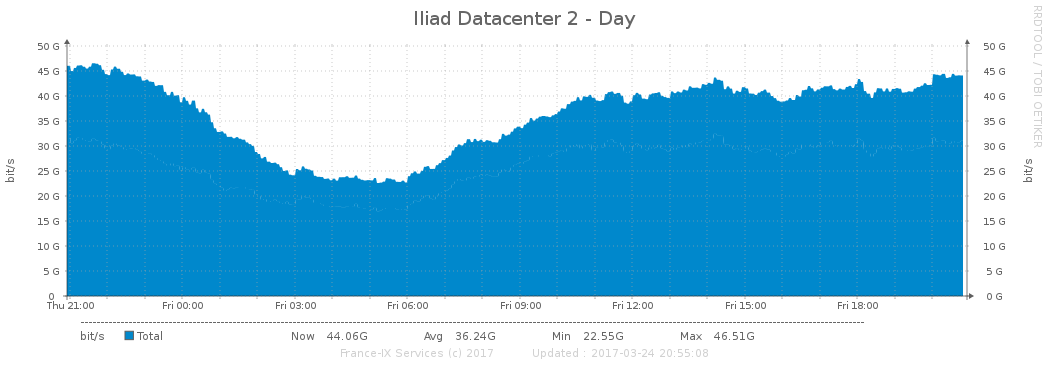 Iliad Datacenter 2 - Day
RRDTOOL / TOBI OETIKER
bit/s
50 G
45 G
40 G
35 G
30 G
25 G
20 G
15 G
10 G
5 G
0
50 G
45 G
40 G
35 G
30 G
25 G
20 G
15 G
10 G
5 G
0 G
bit/s
Thu 21:00 Fri 00:00 Fri 03:00 Fri 06:00 Fri 09:00 Fri 12:00 Fri 15:00 Fri 18:00
bit/s Total Now 44.06G Avg 36.24G Min 22.55G Max 46.51G
France-IX Services (c) 2017 Updated : 2017-03-24 20:55:08